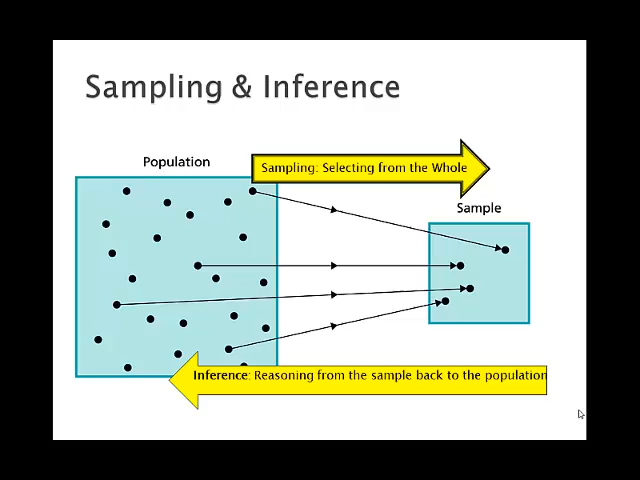 Sampling & Inference
Population
Sampling: Selecting from the Whole
Sample
Inference: Reasoning from the sample back to the population